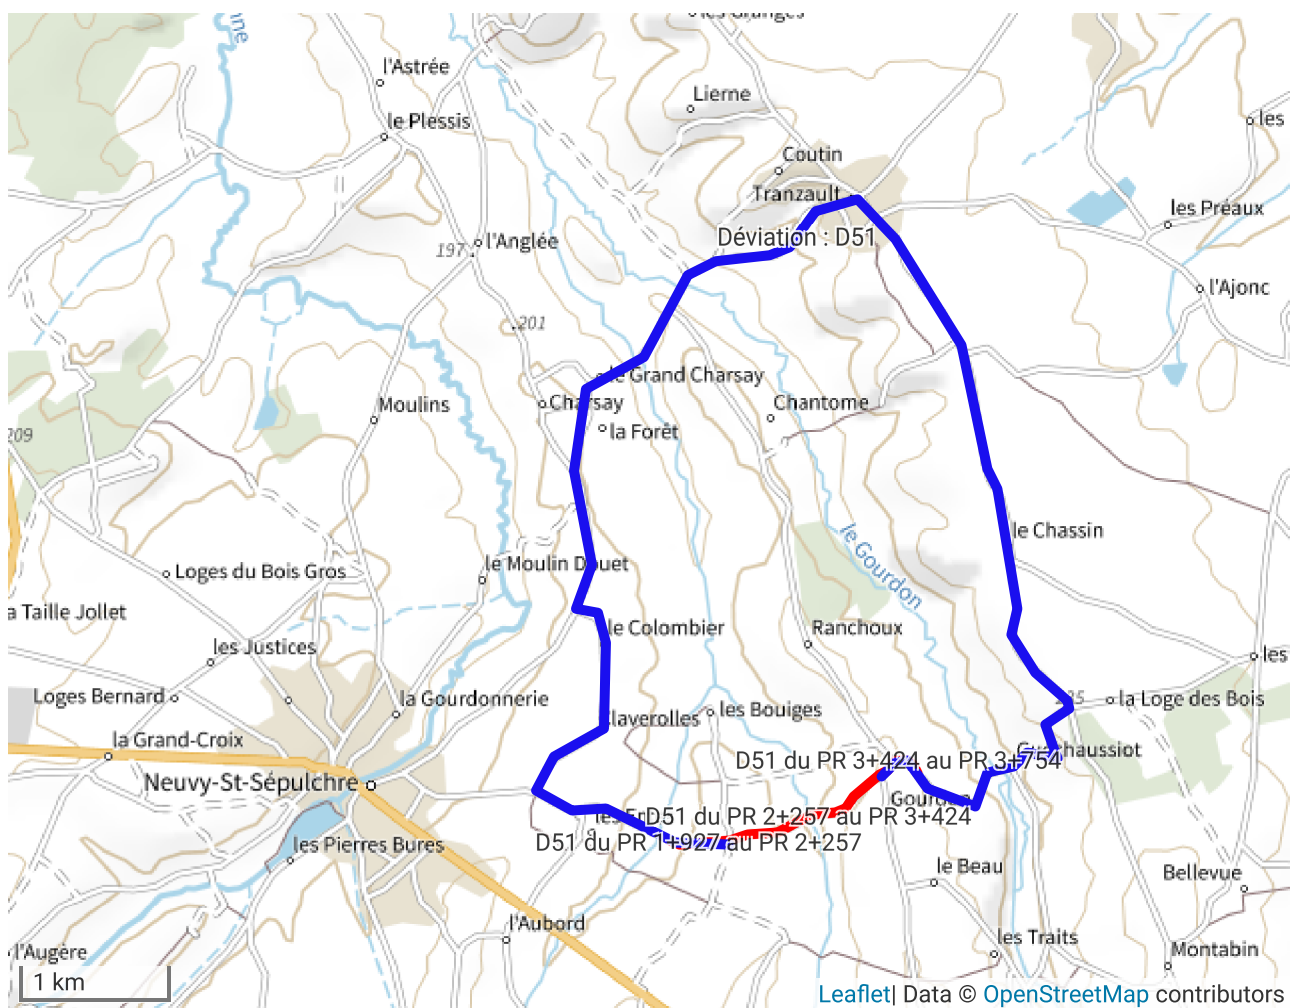 les Granges
l'Astrée
Lierne
le Plessis
les
Coutin
Tranzault
les Préaux
Déviation : D51
l'Anglée
197
l'Ajonc
201
le Grand Charsay
Charsay
Chantome
Moulins
la Forêt
209
le Chassin
le Gourdon
le Moulin Douet
Loges du Bois Gros
a Taille Jollet
le Colombier
Ranchoux
les Justices
les
Loges Bernard
la Gourdonnerie
la Loge des Bois
Claverolles
les Bouiges
la Grand-Croix
D51 du PR 3+424 au PR 3+754
Neuvy-St-Sépulchre
D51 du PR 2+257 au PR 3+424
D51 du PR 1+927 au PR 2+257
les Pierres Bures
le Beau
Bellevue
l'Aubord
les Traits
l'Augère
Montabin
1 km
Leaflet| Data © OpenStreetMap contributors